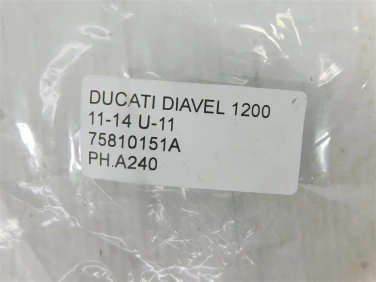 DUCATI DIAVEL 1200
11-14 U-11
75810151A
PH.A240